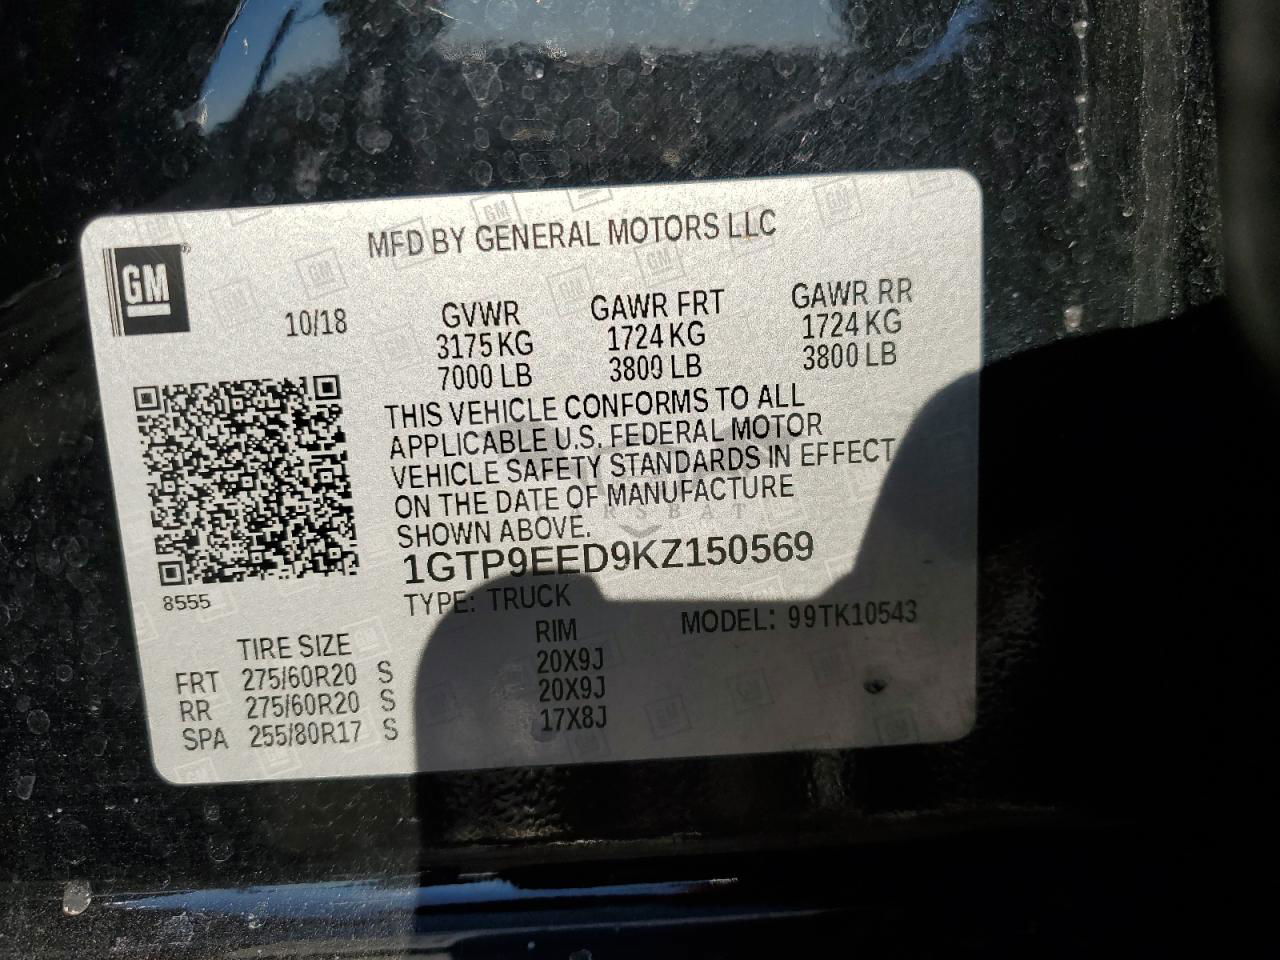 GM
MFD BY GENERAL MOTORS LLC
10/18
GVWR GAWR FRT GAWR RR
3175 KG 1724 KG 1724 KG
7000 LB 3800 LB 3800 LB
THIS VEHICLE CONFORMS TO ALL
APPLICABLE U.S. FEDERAL MOTOR
VEHICLE SAFETY STANDARDS IN EFFECT
ON THE DATE OF MANUFACTURE
SHOWN ABOVE.
CARSBAT
1GTP9EED9KZ150569
8555
TYPE: TRUCK MODEL: 99TK10543
TIRE SIZE RIM
FRT 275/60R20 S 20X9J
RR 275/60R20 S 20X9J
SPA 255/80R17 S 17X8J